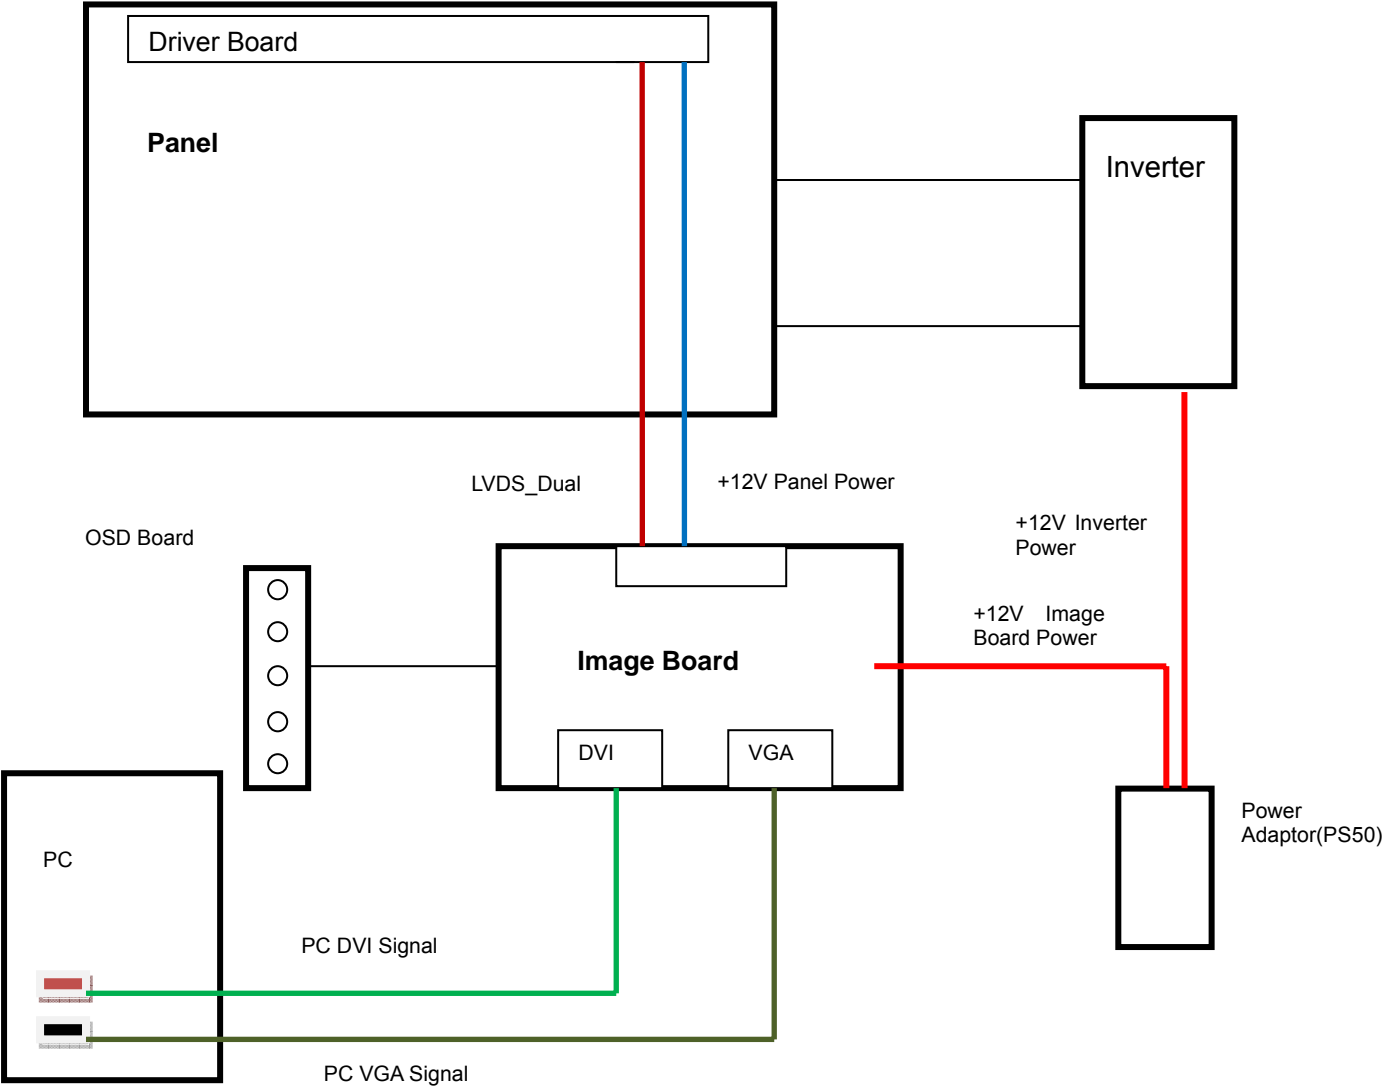 Driver Board
Panel
Inverter
LVDS_Dual
+12V Panel Power
+12V Inverter
Power
OSD Board
+12V Image
Board Power
Image Board
DVI
VGA
Power
Adaptor(PS50)
PC
PC DVI Signal
PC VGA Signal